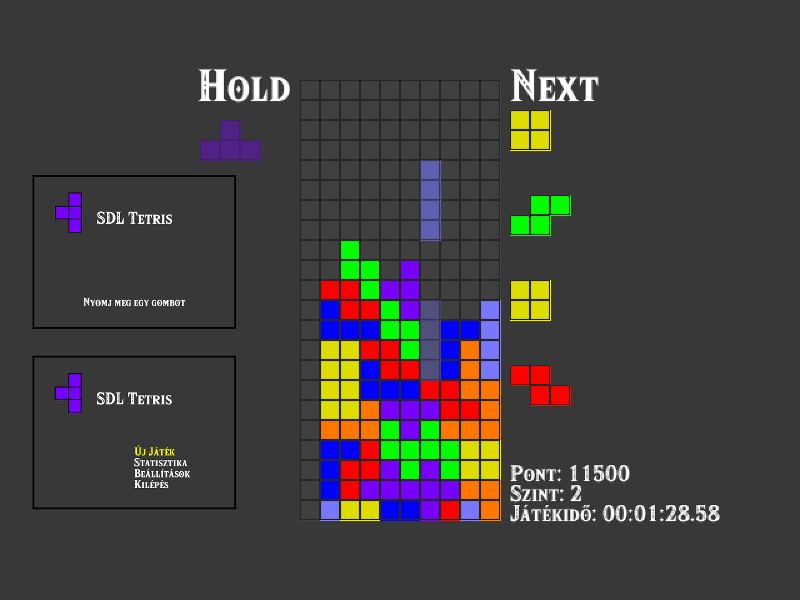 Hold
Next
SDL Tetris
Nyomj meg egy gombot
SDL Tetris
Új Játék
Statisztika
Beállítások
Kilépés
Pont: 11500
Szint: 2
Játékidő: 00:01:28.58